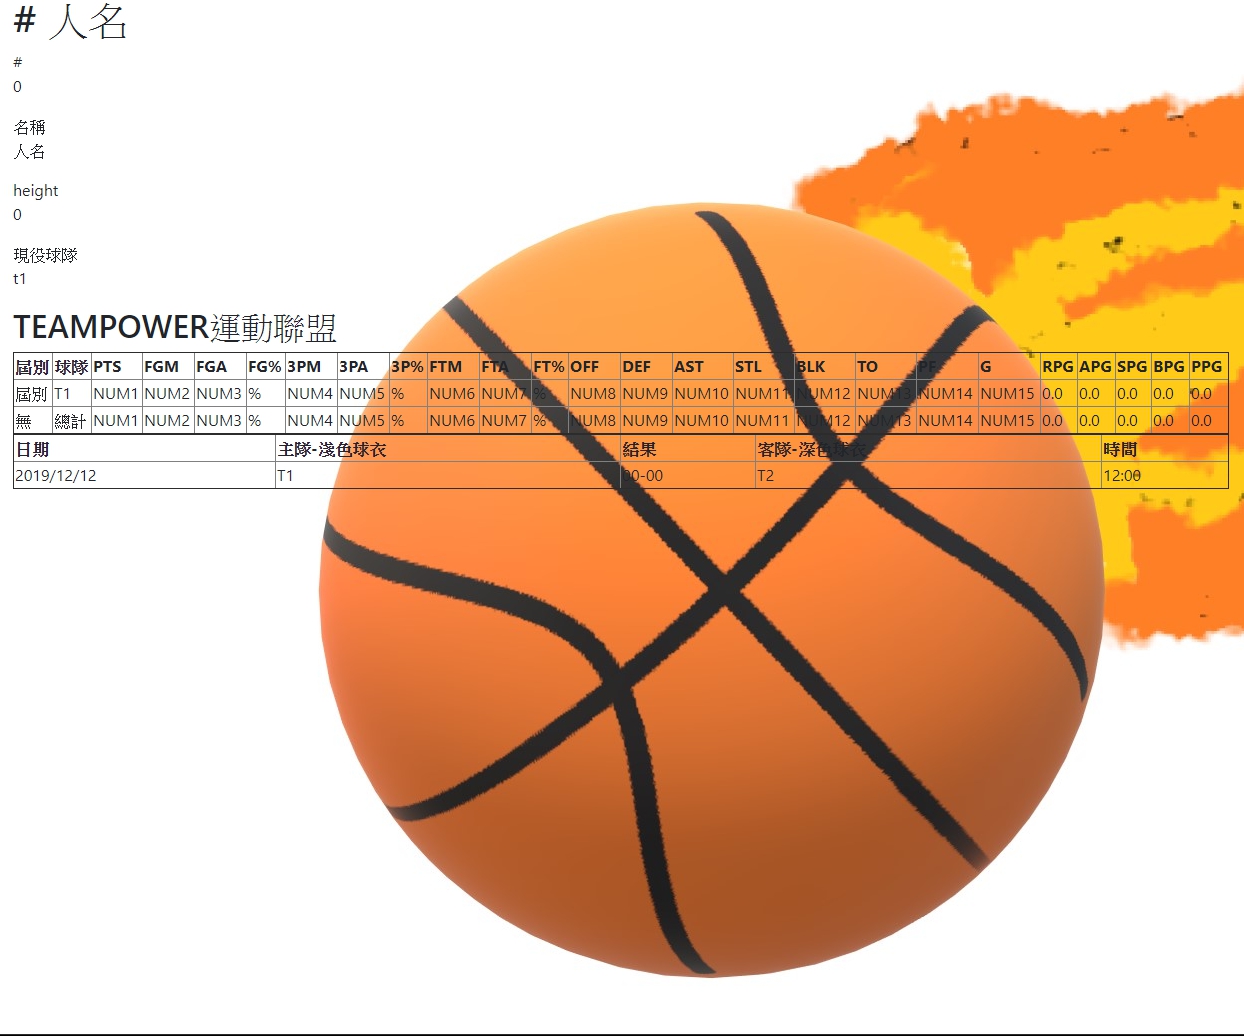 # 人名
#
0
名稱
人名
height
0
現役球隊
t1
TEAMPOWER運動聯盟
屆別 球隊 PTS FGM FGA FG% 3PM 3PA 3P% FTM FTA FT% OFF DEF AST STL BLK TO PF G RPG APG SPG BPG PPG
屆別 T1 NUM1 NUM2 NUM3 % NUM4 NUM5 % NUM6 NUM7 % NUM8 NUM9 NUM10 NUM11 NUM12 NUM13 NUM14 NUM15 0.0 0.0 0.0 0.0 0.0
無 總計 NUM1 NUM2 NUM3 % NUM4 NUM5 % NUM6 NUM7 % NUM8 NUM9 NUM10 NUM11 NUM12 NUM13 NUM14 NUM15 0.0 0.0 0.0 0.0 0.0
日期 主隊-淺色球衣 結果 客隊-深色球衣 時間
2019/12/12 T1 00-00 T2 12:00